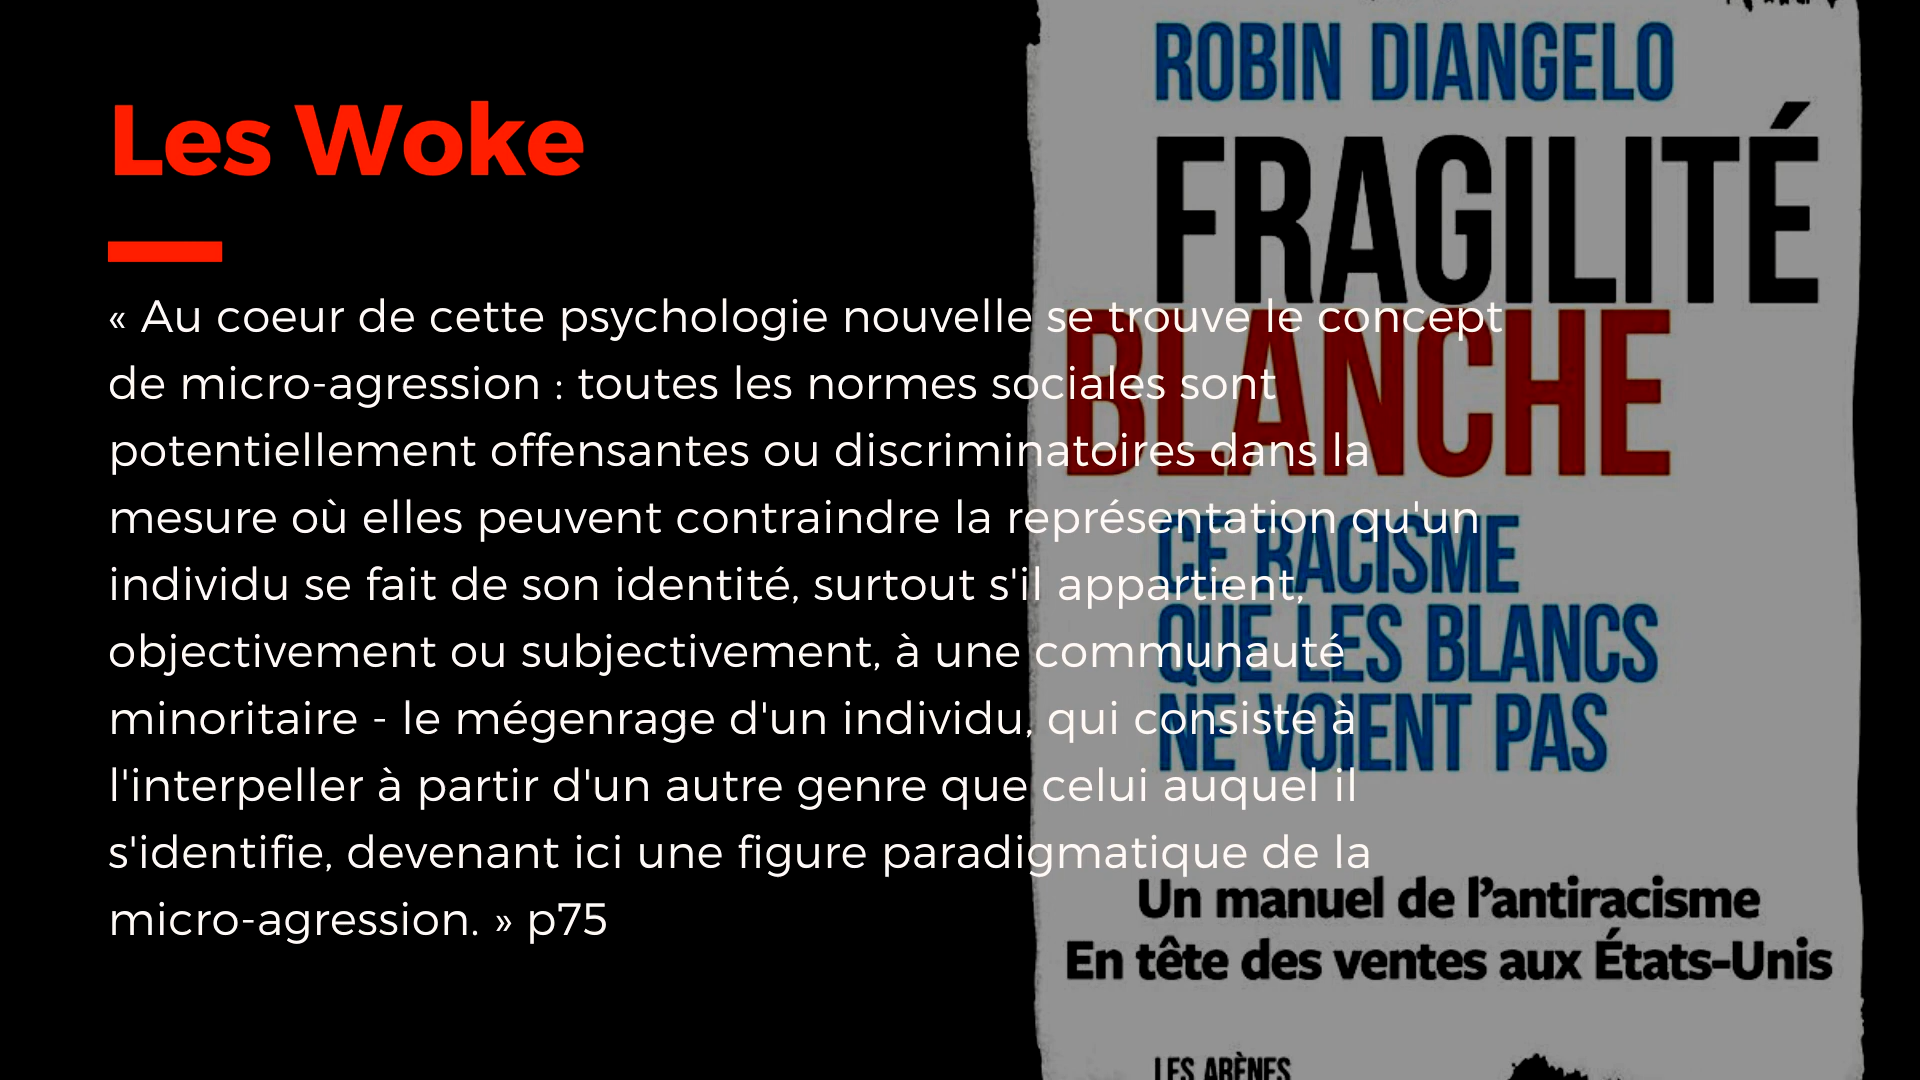 Les Woke
« Au coeur de cette psychologie nouvelle se trouve le concept
de micro-agression : toutes les normes sociales sont
potentiellement offensantes ou discriminatoires dans la
mesure où elles peuvent contraindre la représentation qu'un
individu se fait de son identité, surtout s'il appartient,
objectivement ou subjectivement, à une communauté
minoritaire - le mégenrage d'un individu, qui consiste à
l'interpeller à partir d'un autre genre que celui auquel il
s'identifie, devenant ici une figure paradigmatique de la
micro-agression. » p75
ROBIN DIANGELO
FRAGILITÉ
BLANCHE
CE RACISME
QUE LES BLANCS
NE VOIENT PAS
Un manuel de l’antiracisme
En tête des ventes aux États-Unis
LES ARÈNES